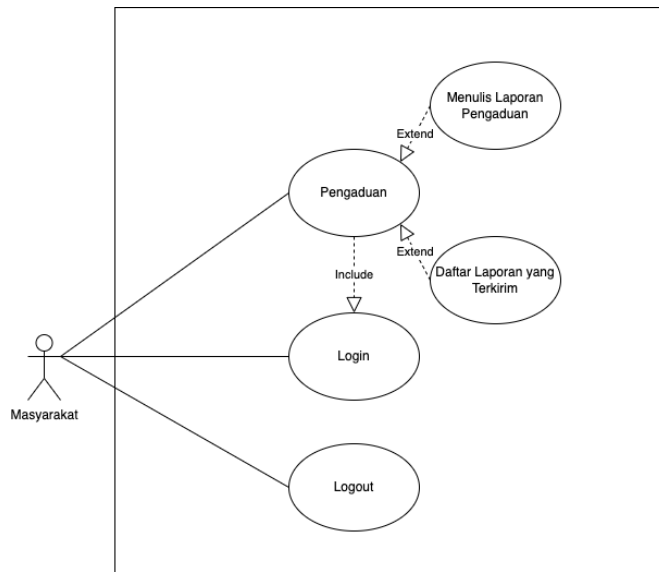 Menulis Laporan
Pengaduan
Extend
Pengaduan
Extend
Daftar Laporan yang
Terkirim
Include
Login
Masyarakat
Logout